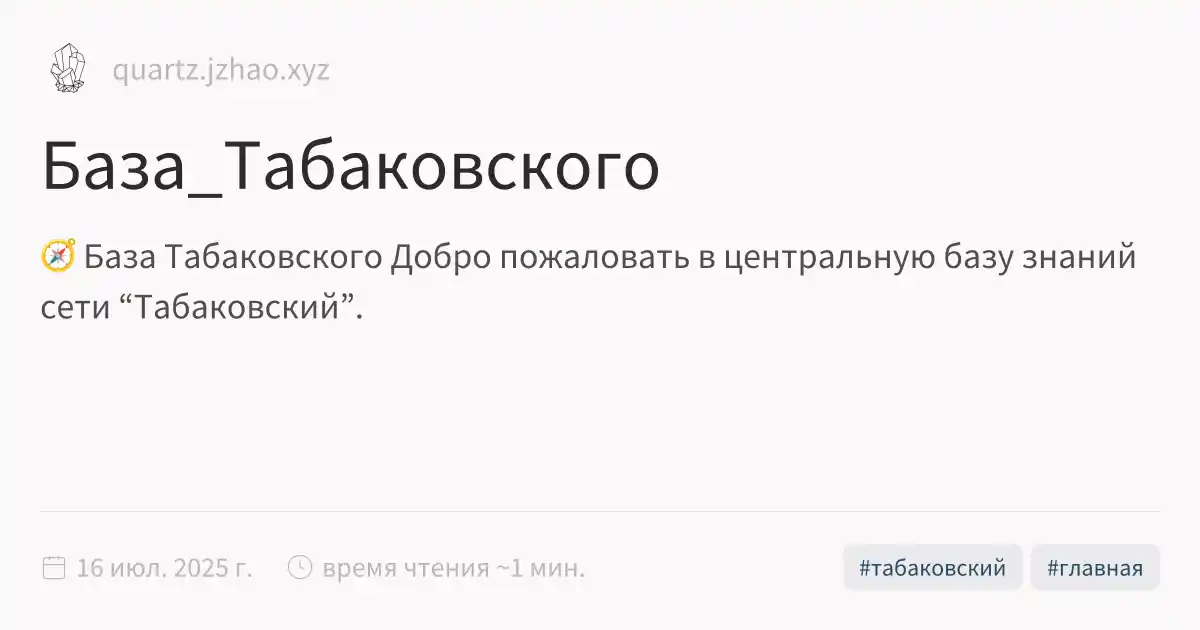 quartz.jzhao.xyz
База_Табаковского
🧭 База Табаковского Добро пожаловать в центральную базу знаний
сети “Табаковский”.
16 июл. 2025 г. время чтения ~1 мин. #табаковский #главная